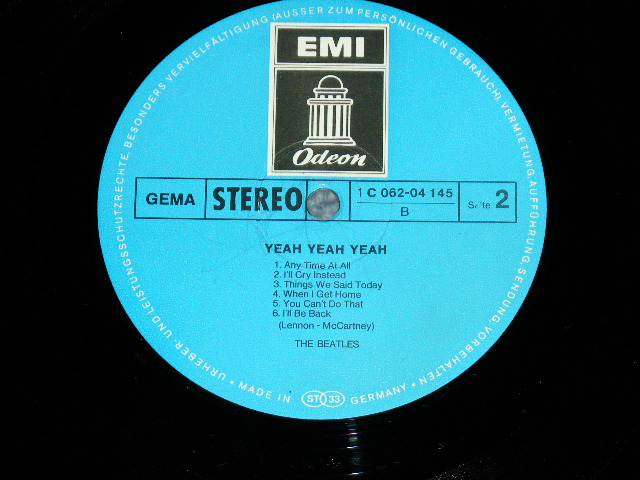 EMI
Odeon
GEMA
STEREO
1 C 062-04 145
B
Seite 2
YEAH YEAH YEAH
1. Any Time At All
2. I'll Cry Instead
3. Things We Said Today
4. When I Get Home
5. You Can't Do That
6. I'll Be Back
(Lennon - McCartney)
THE BEATLES
URHEBER- UND LEISTUNGSSCHUTZRECHTE, BESONDERS VERVIELFÄLTIGUNG (AUSSER ZUM PERSÖNLICHEN GEBRAUCH), VERMIETUNG, AUFFÜHRUNG, SENDUNG, VORBEHALTEN •
• MADE IN ST 33 GERMANY •